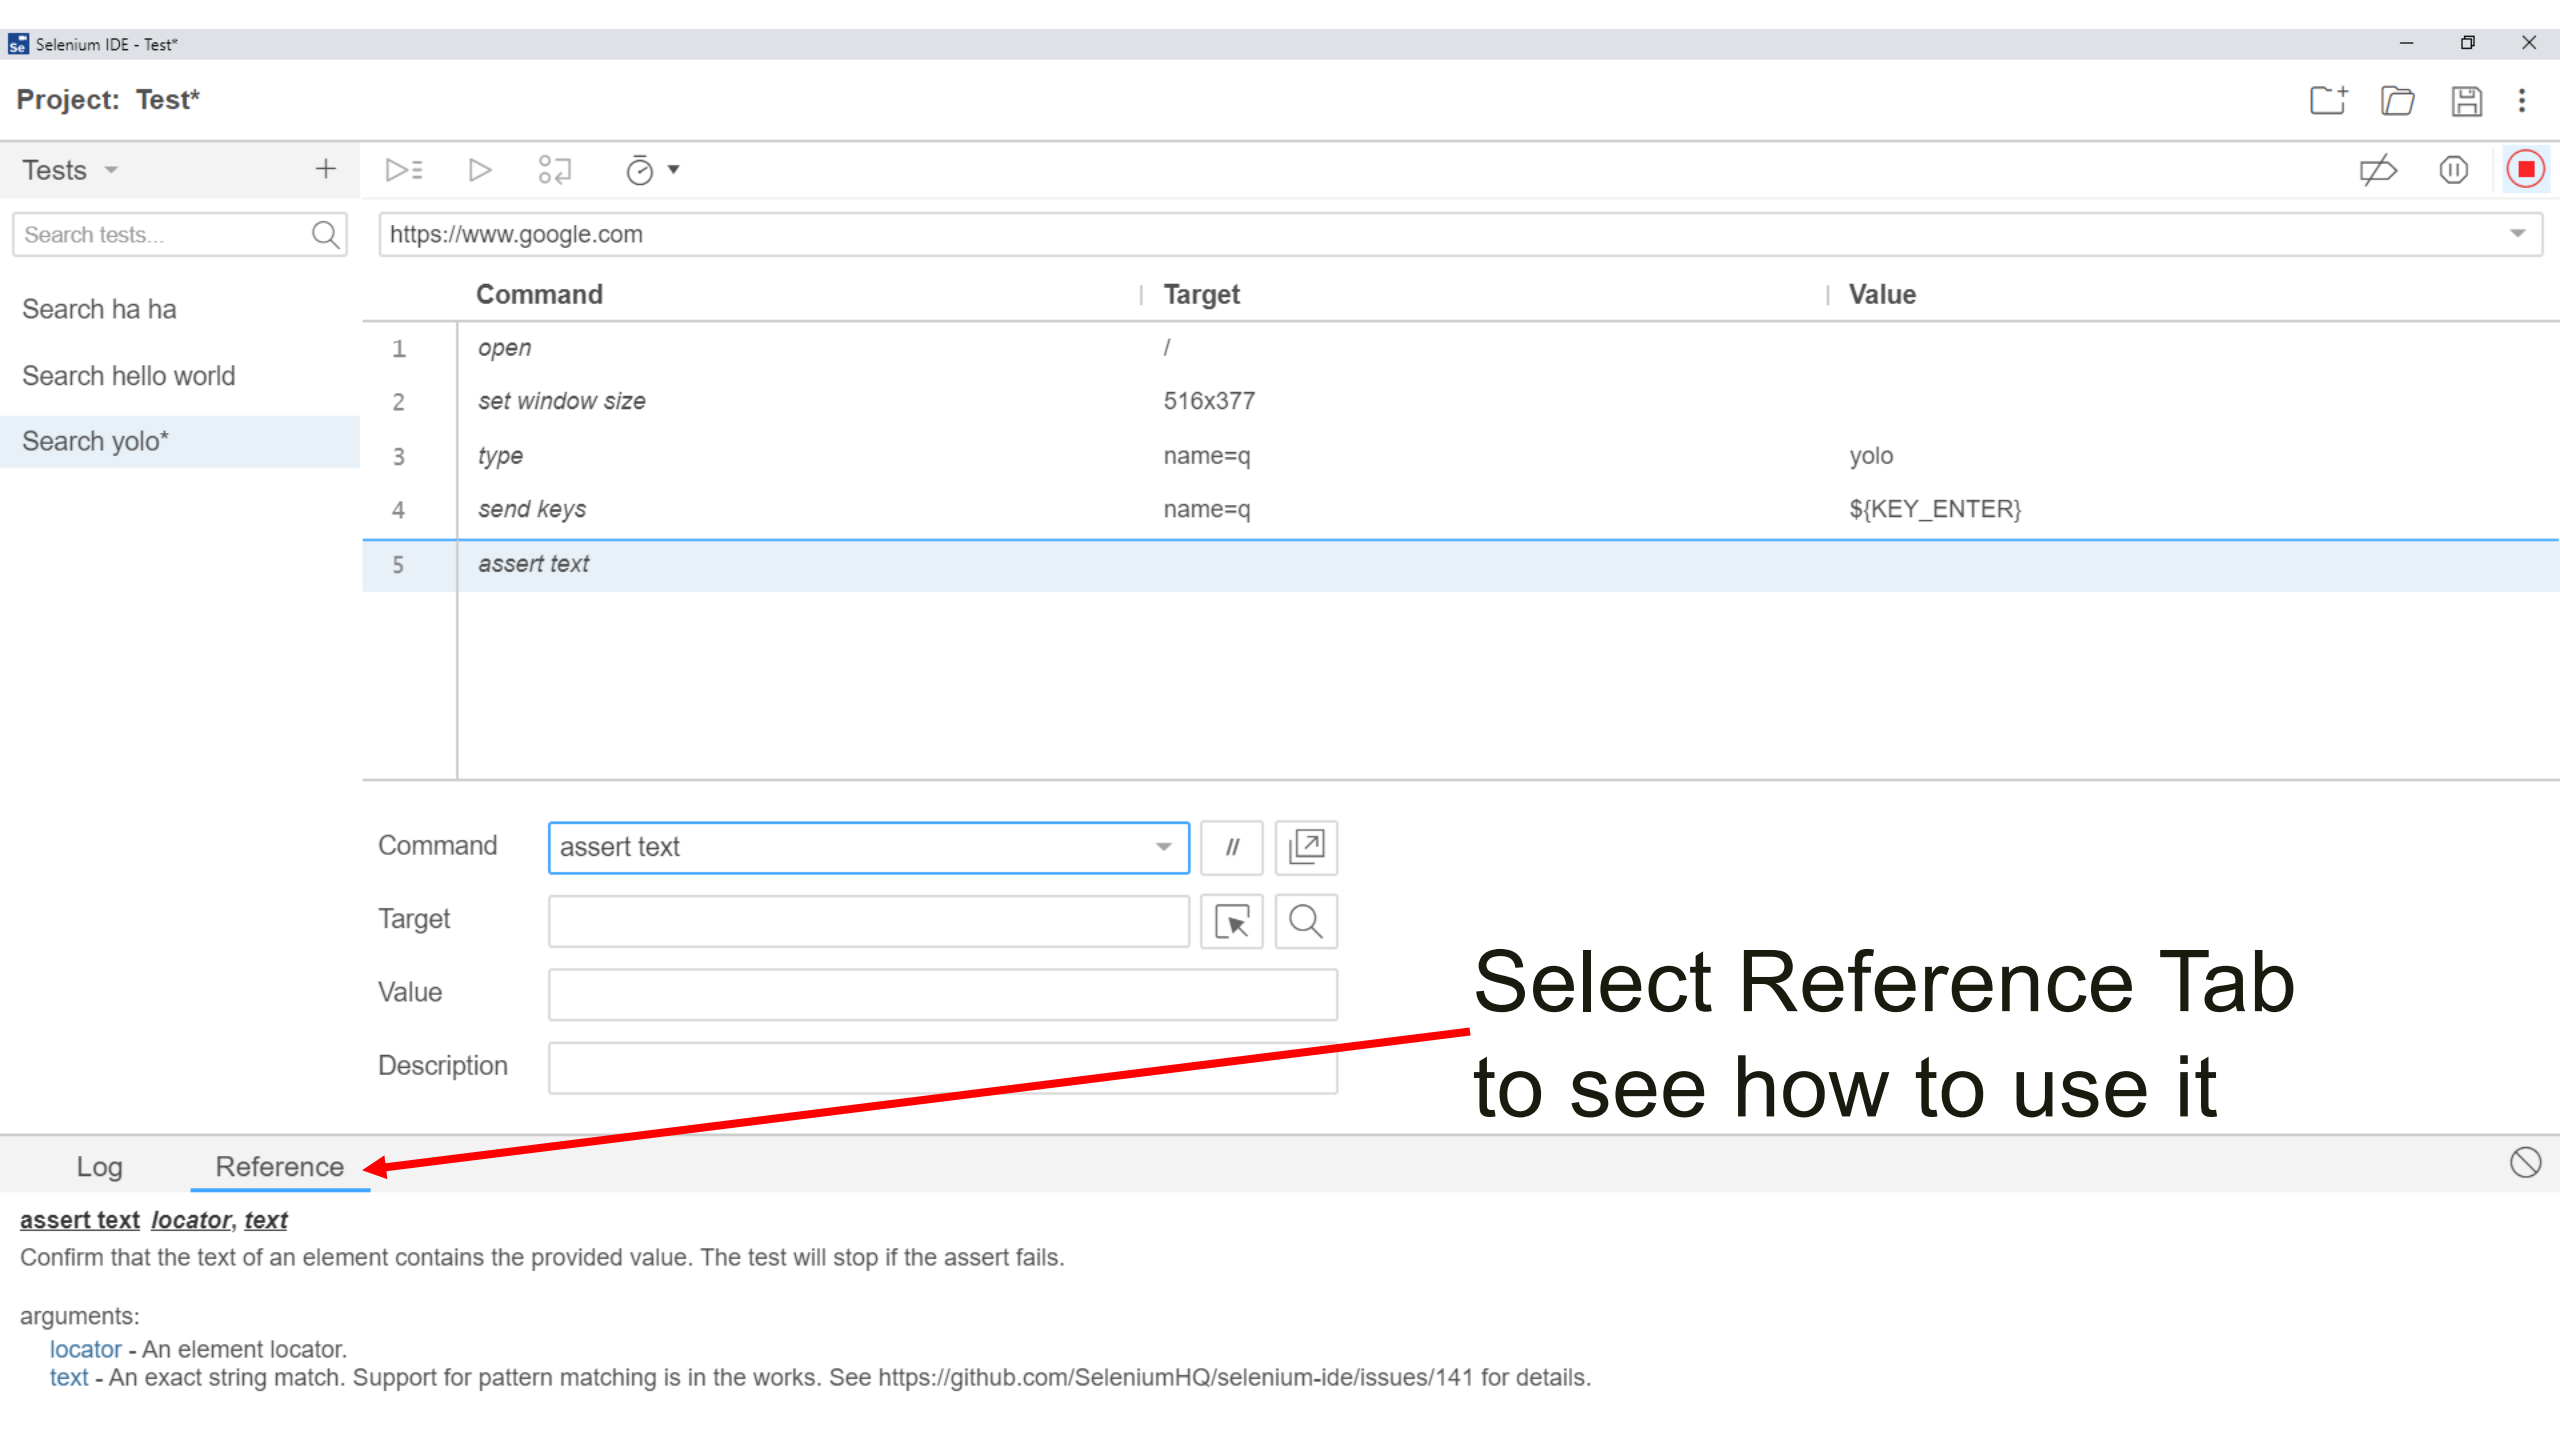 Se Selenium IDE - Test*
Project: Test*
Tests
Search tests...
https://www.google.com
Command Target Value
Search ha ha
Search hello world
Search yolo*
1 open /
2 set window size 516x377
3 type name=q yolo
4 send keys name=q ${KEY_ENTER}
5 assert text
Command assert text //
Target
Value
Description
Select Reference Tab
to see how to use it
Log Reference
assert text locator, text
Confirm that the text of an element contains the provided value. The test will stop if the assert fails.
arguments:
locator - An element locator.
text - An exact string match. Support for pattern matching is in the works. See https://github.com/SeleniumHQ/selenium-ide/issues/141 for details.